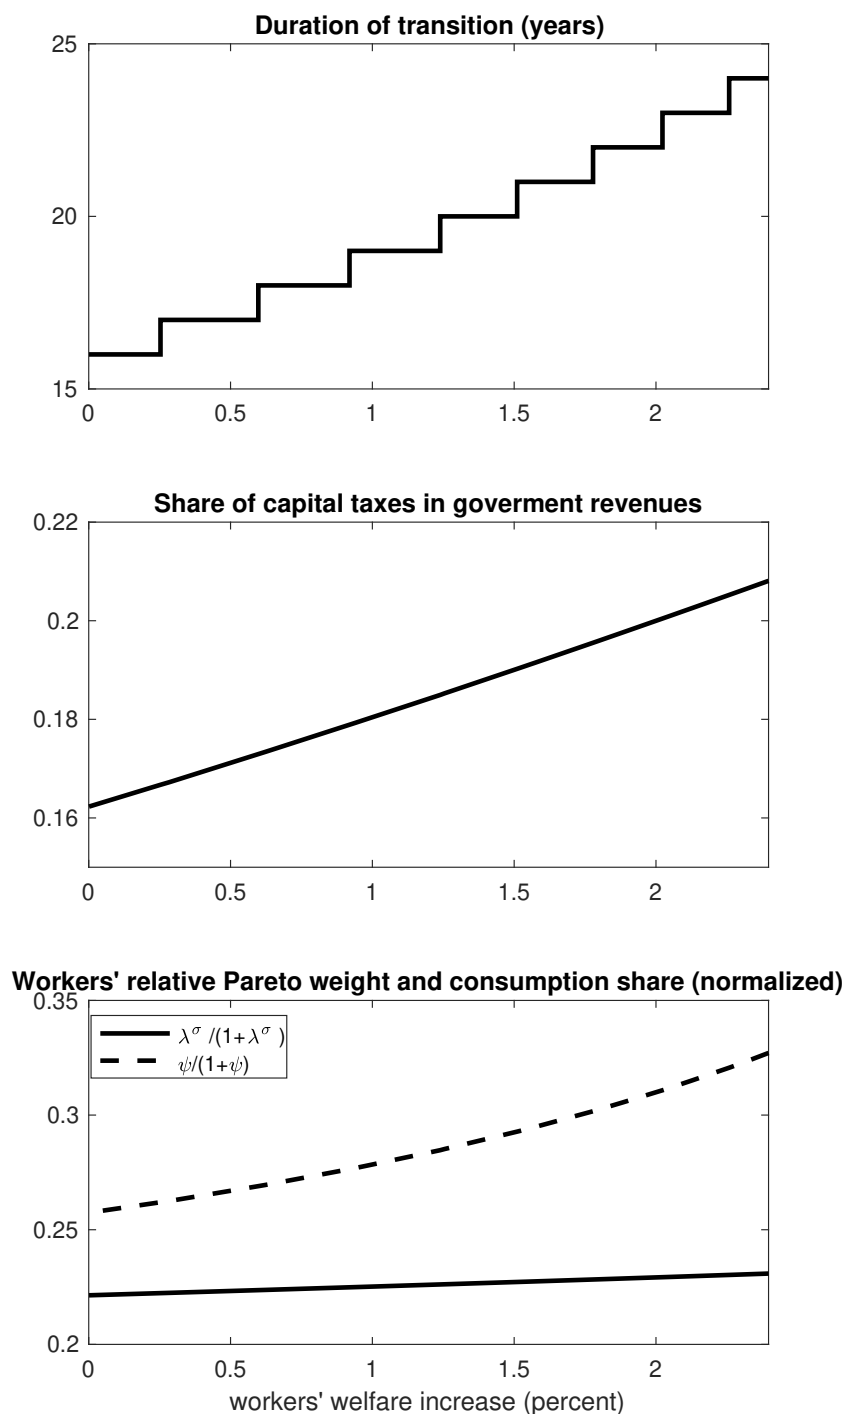 Duration of transition (years)
25
20
15
0 0.5 1 1.5 2
Share of capital taxes in goverment revenues
0.22
0.2
0.18
0.16
0 0.5 1 1.5 2
Workers' relative Pareto weight and consumption share (normalized)
0.35
λ^σ /(1+λ^σ )
ψ/(1+ψ)
0.3
0.25
0.2
0 0.5 1 1.5 2
workers' welfare increase (percent)